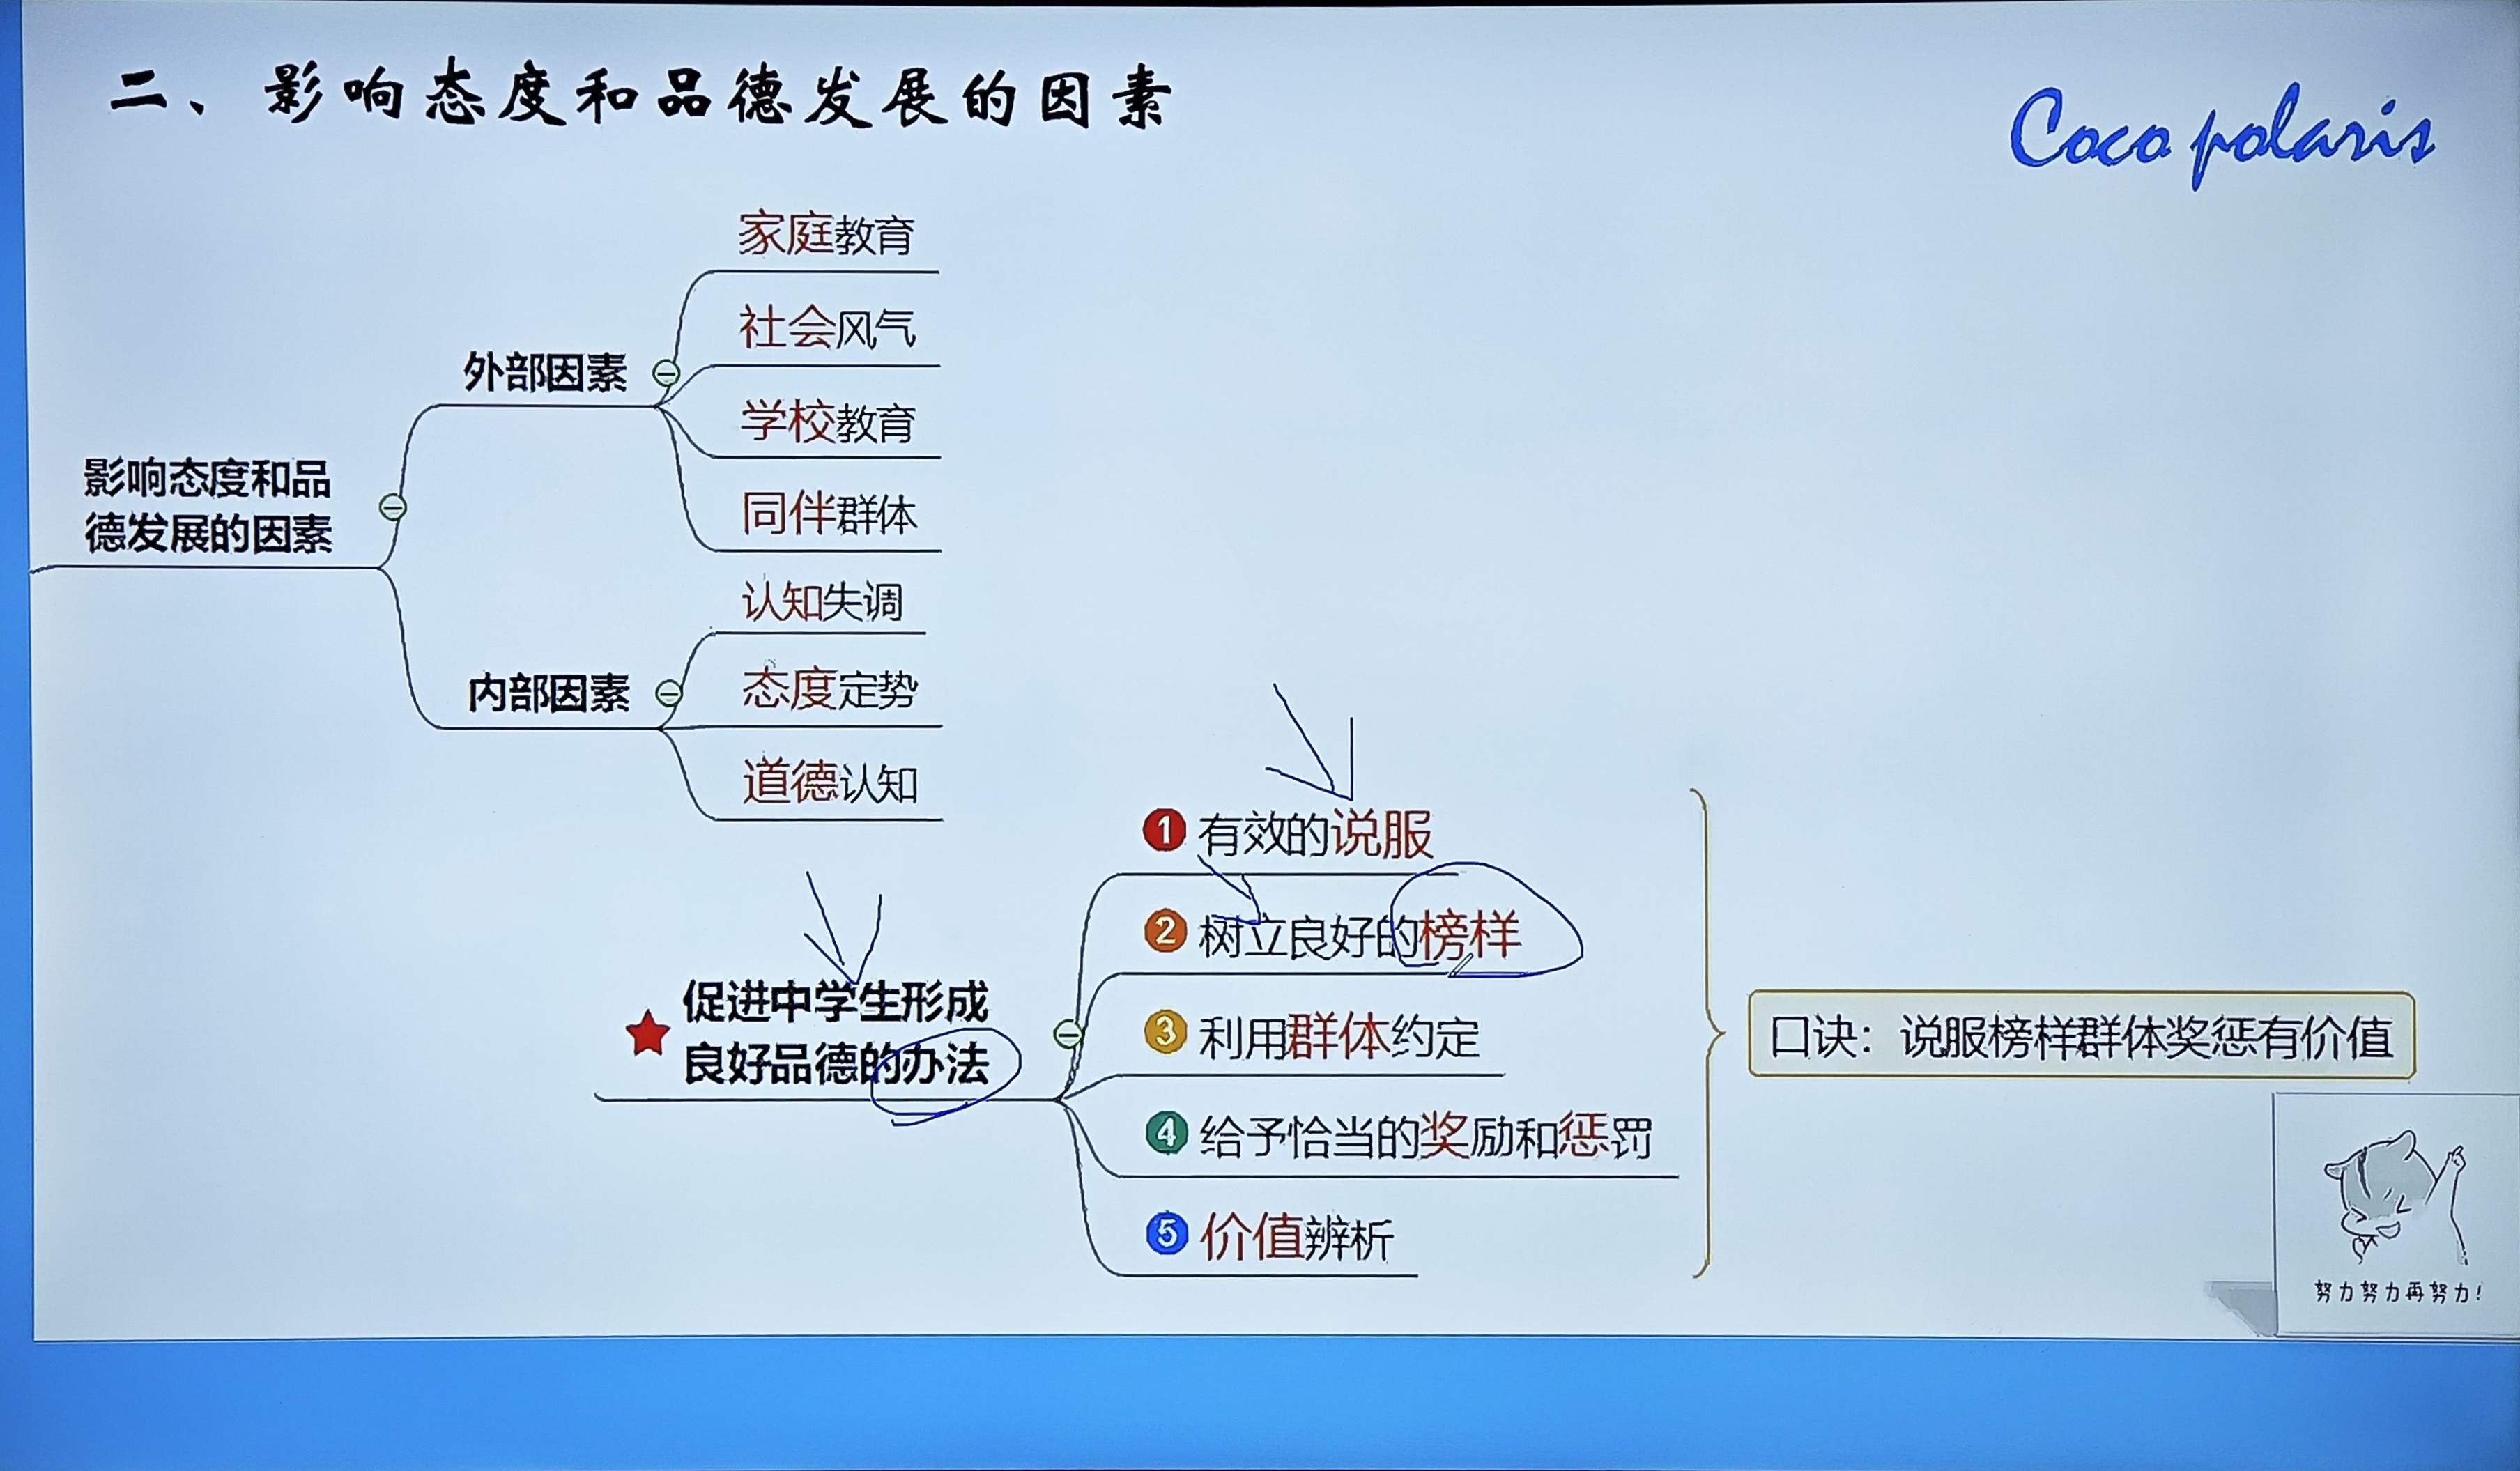 二、影响态度和品德发展的因素
Coco polaris
影响态度和品
德发展的因素
外部因素
家庭教育
社会风气
学校教育
同伴群体
内部因素
认知失调
态度定势
道德认知
促进中学生形成
良好品德的办法
1 有效的说服
2 树立良好的榜样
3 利用群体约定
4 给予恰当的奖励和惩罚
5 价值辨析
口诀：说服榜样群体奖惩有价值
努力努力再努力!